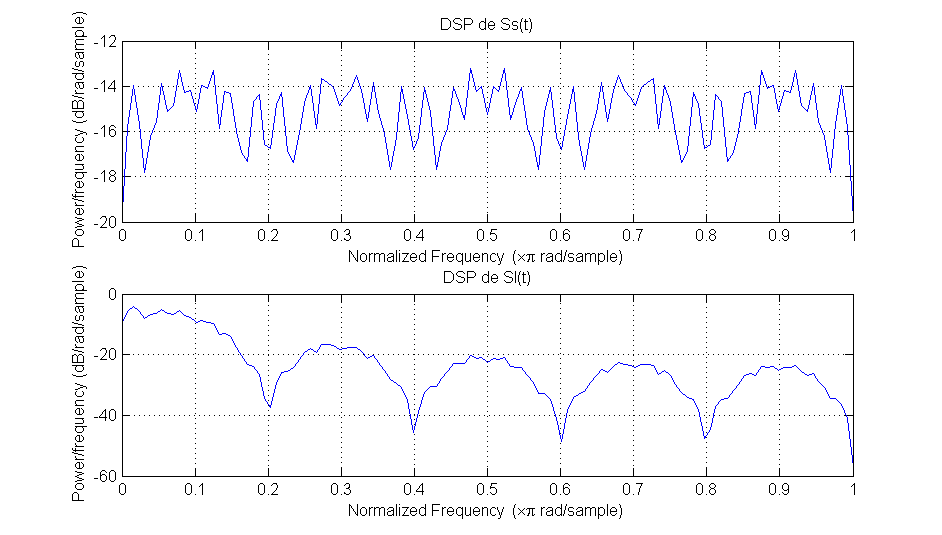 DSP de Ss(t)
Power/frequency (dB/rad/sample)
-12
-14
-16
-18
-20
0 0.1 0.2 0.3 0.4 0.5 0.6 0.7 0.8 0.9 1
Normalized Frequency (×π rad/sample)
DSP de Sl(t)
Power/frequency (dB/rad/sample)
0
-20
-40
-60
0 0.1 0.2 0.3 0.4 0.5 0.6 0.7 0.8 0.9 1
Normalized Frequency (×π rad/sample)